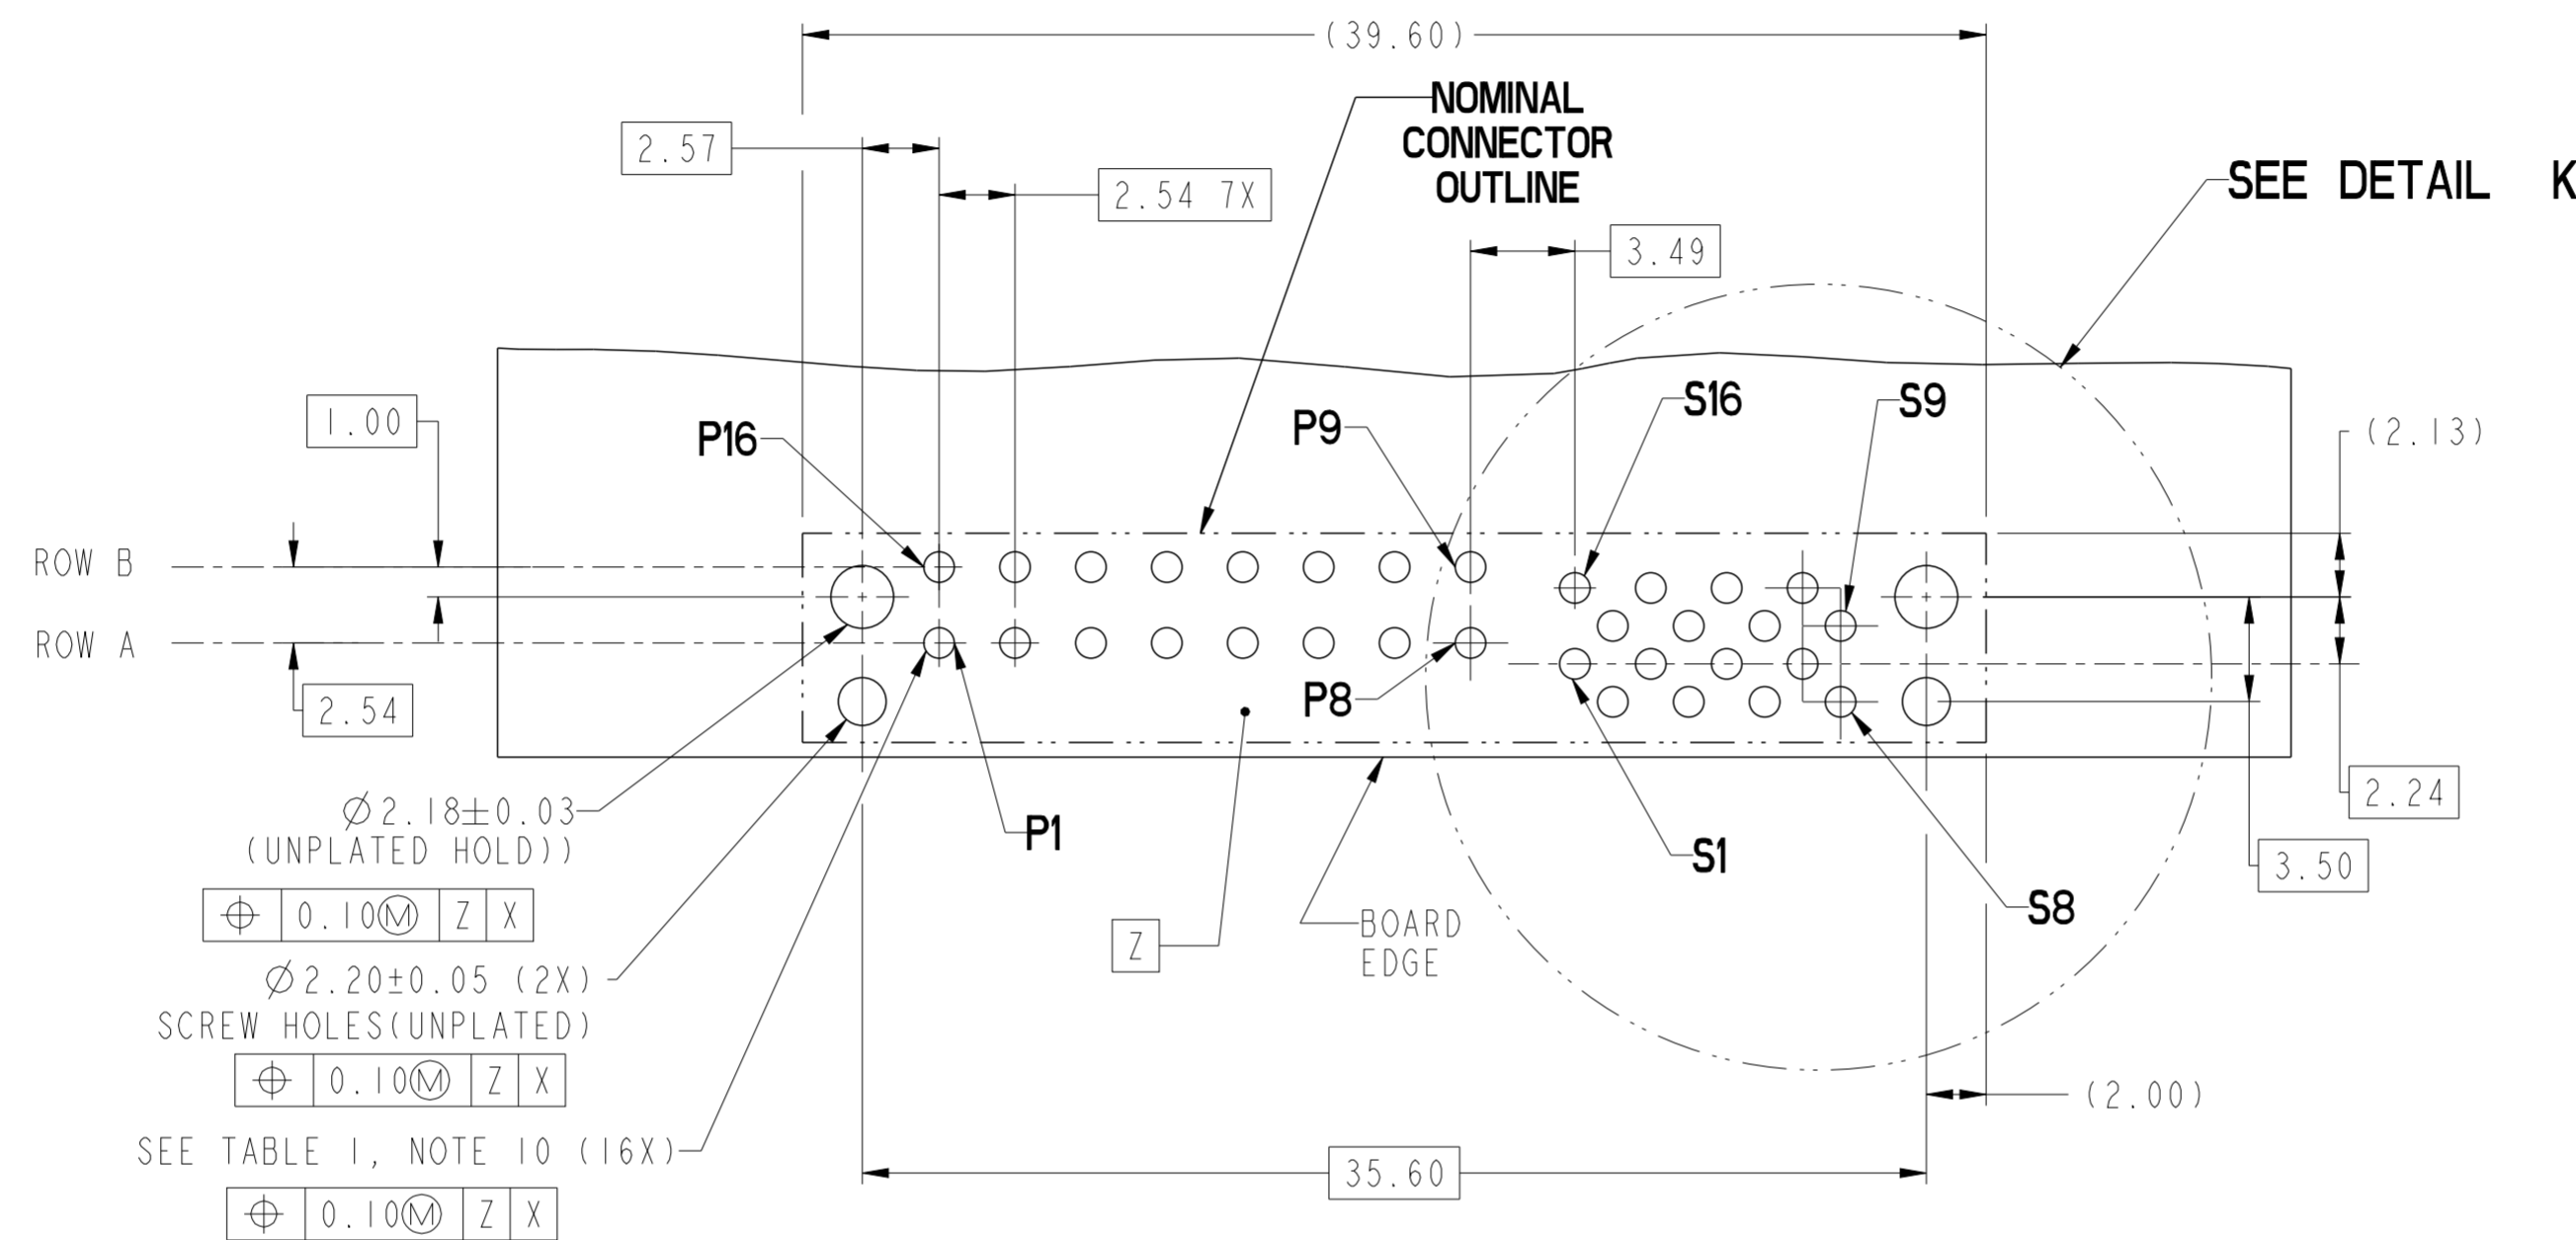 (39.60)
NOMINAL
CONNECTOR
OUTLINE
2.57
2.54 7X
SEE DETAIL K
3.49
1.00
P16
P9
S16
S9
(2.13)
ROW B
ROW A
2.54
P8
2.24
Ø2.18±0.03
(UNPLATED HOLD))
P1
S1
3.50
⌖ 0.10Ⓜ Z X
Z
BOARD
EDGE
S8
Ø2.20±0.05 (2X)
SCREW HOLES(UNPLATED)
⌖ 0.10Ⓜ Z X
(2.00)
SEE TABLE 1, NOTE 10 (16X)
35.60
⌖ 0.10Ⓜ Z X